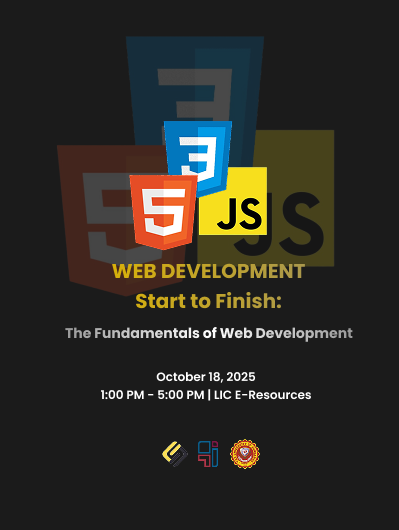 3
5
JS
WEB DEVELOPMENT
Start to Finish:
The Fundamentals of Web Development
October 18, 2025
1:00 PM - 5:00 PM | LIC E-Resources